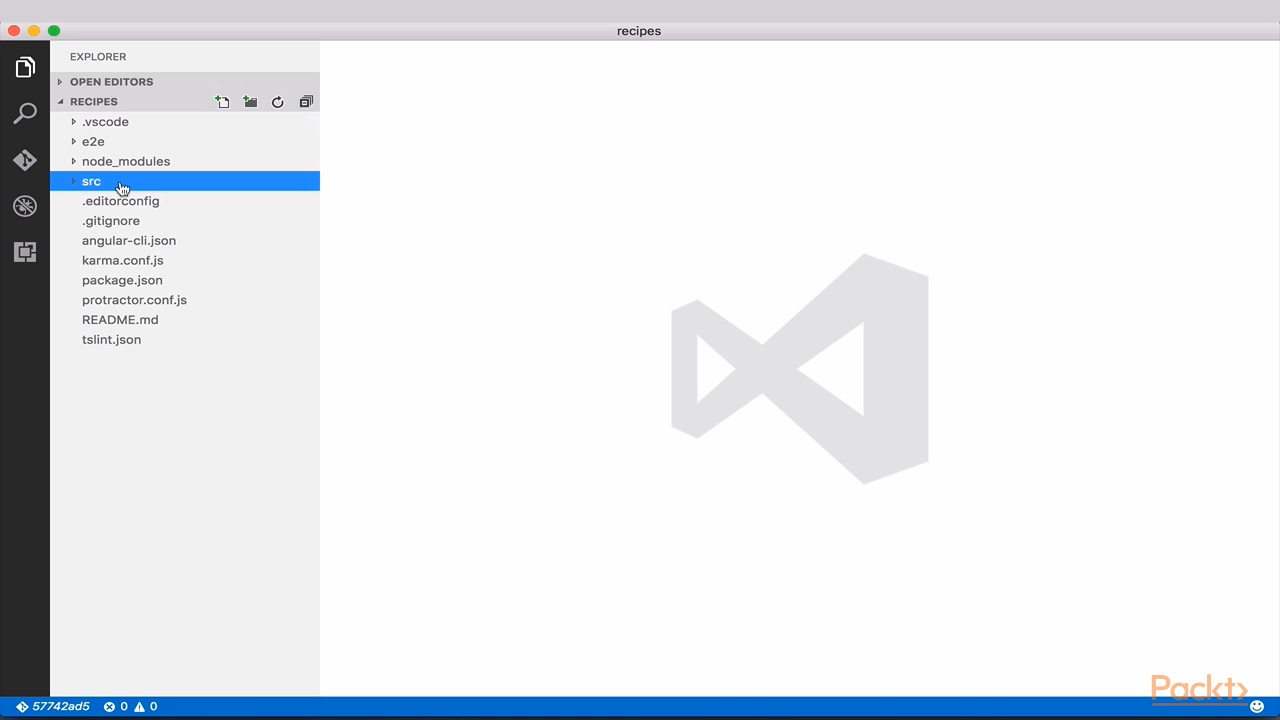 recipes
EXPLORER
OPEN EDITORS
RECIPES
.vscode
e2e
node_modules
src
.editorconfig
.gitignore
angular-cli.json
karma.conf.js
package.json
protractor.conf.js
README.md
tslint.json
Packt>
57742ad5 0 0